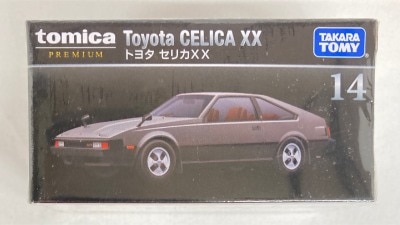 tomica
PREMIUM
Toyota CELICA XX
トヨタ セリカXX
TAKARA
TOMY
14